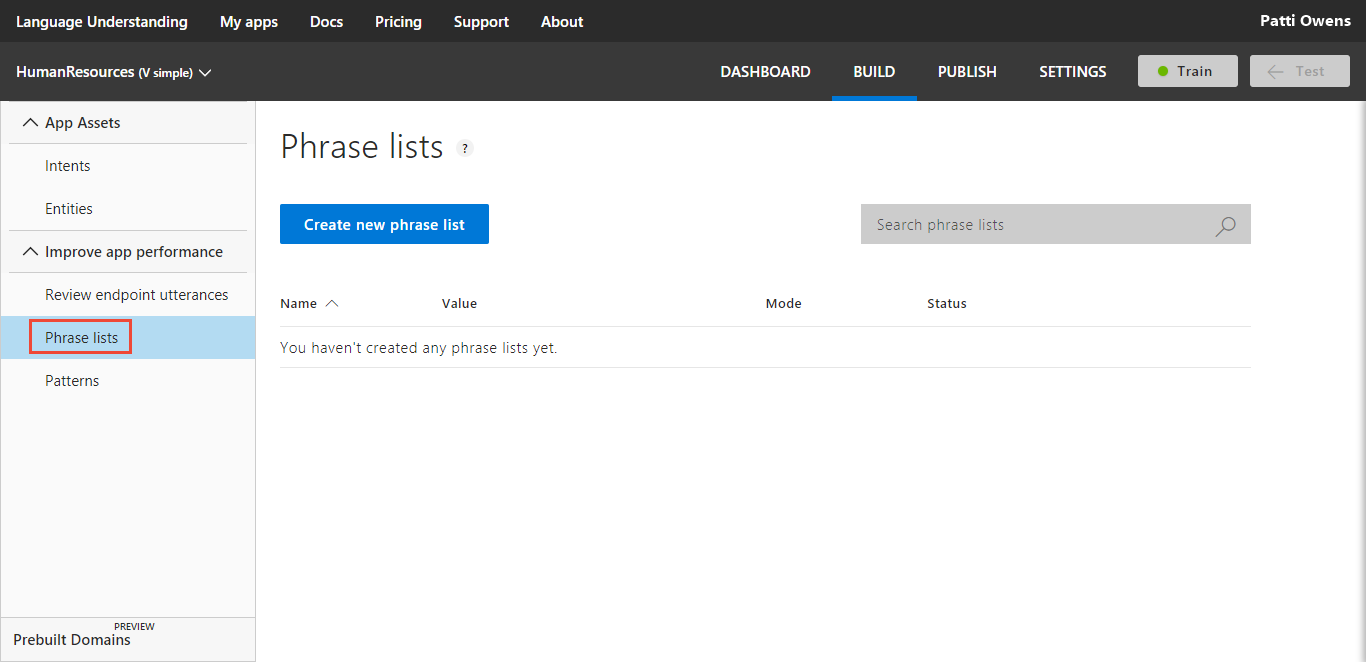 Language Understanding My apps Docs Pricing Support About Patti Owens
HumanResources (V simple) DASHBOARD BUILD PUBLISH SETTINGS Train Test
App Assets
Intents
Entities
Improve app performance
Review endpoint utterances
Phrase lists
Patterns
PREVIEW
Prebuilt Domains
Phrase lists ?
Create new phrase list Search phrase lists
Name Value Mode Status
You haven't created any phrase lists yet.